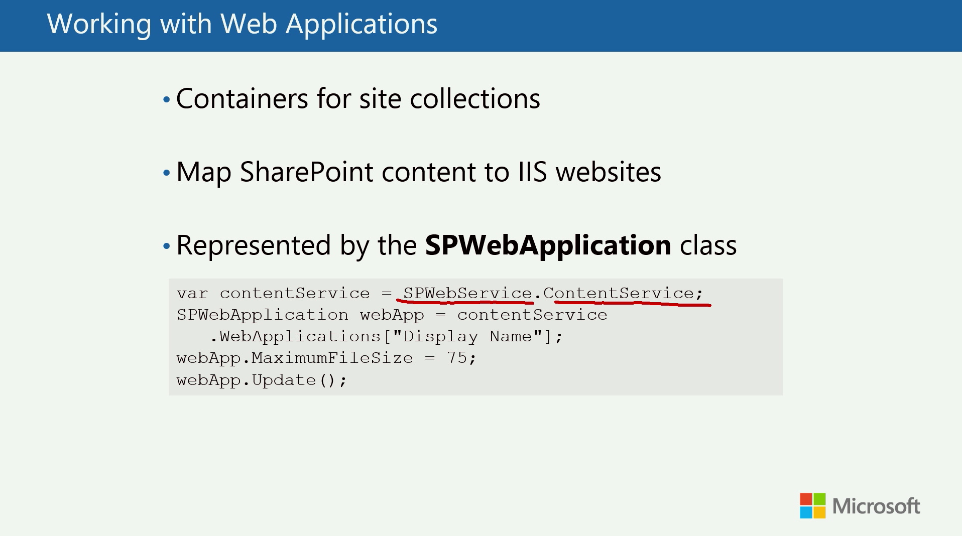 Working with Web Applications
• Containers for site collections
• Map SharePoint content to IIS websites
• Represented by the SPWebApplication class
var contentService = SPWebService.ContentService;
SPWebApplication webApp = contentService
.WebApplications["Display Name"];
webApp.MaximumFileSize = 75;
webApp.Update();
Microsoft